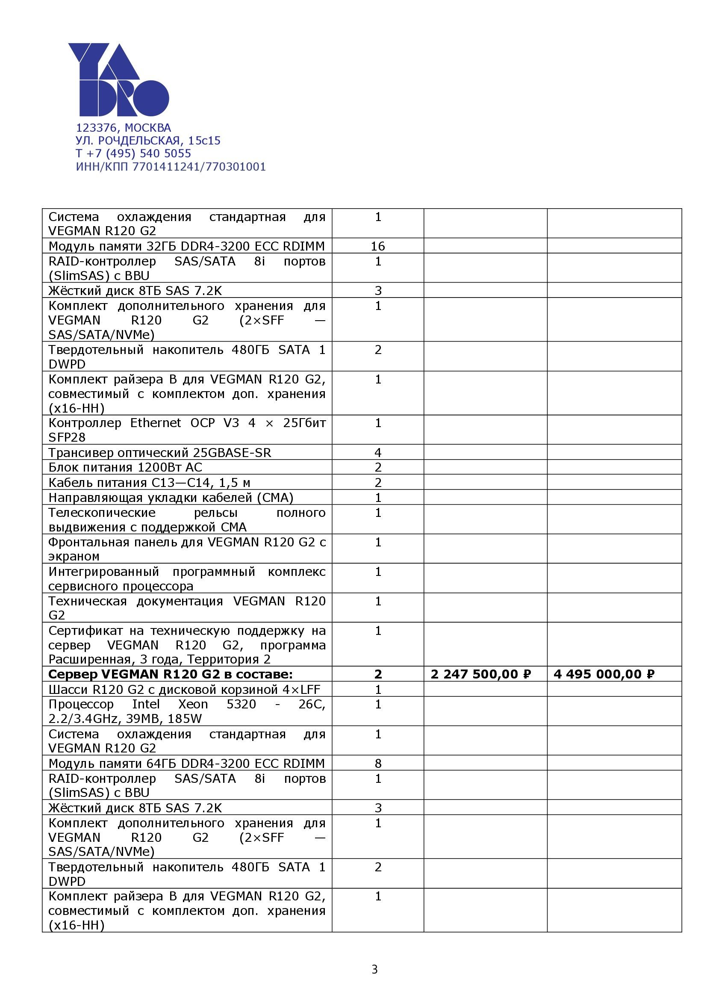 YADRO
123376, МОСКВА
УЛ. РОЧДЕЛЬСКАЯ, 15с15
Т +7 (495) 540 5055
ИНН/КПП 7701411241/770301001
Система охлаждения стандартная для 1
VEGMAN R120 G2
Модуль памяти 32ГБ DDR4-3200 ECC RDIMM 16
RAID-контроллер SAS/SATA 8i портов 1
(SlimSAS) с BBU
Жёсткий диск 8ТБ SAS 7.2K 3
Комплект дополнительного хранения для 1
VEGMAN R120 G2 (2×SFF —
SAS/SATA/NVMe)
Твердотельный накопитель 480ГБ SATA 1 2
DWPD
Комплект райзера B для VEGMAN R120 G2, 1
совместимый с комплектом доп. хранения
(x16-HH)
Контроллер Ethernet OCP V3 4 × 25Гбит 1
SFP28
Трансивер оптический 25GBASE-SR 4
Блок питания 1200Вт AC 2
Кабель питания C13—C14, 1,5 м 2
Направляющая укладки кабелей (CMA) 1
Телескопические рельсы полного 1
выдвижения с поддержкой CMA
Фронтальная панель для VEGMAN R120 G2 с 1
экраном
Интегрированный программный комплекс 1
сервисного процессора
Техническая документация VEGMAN R120 1
G2
Сертификат на техническую поддержку на 1
сервер VEGMAN R120 G2, программа
Расширенная, 3 года, Территория 2
Сервер VEGMAN R120 G2 в составе: 2 2 247 500,00 ₽ 4 495 000,00 ₽
Шасси R120 G2 с дисковой корзиной 4×LFF 1
Процессор Intel Xeon 5320 - 26C, 1
2.2/3.4GHz, 39MB, 185W
Система охлаждения стандартная для 1
VEGMAN R120 G2
Модуль памяти 64ГБ DDR4-3200 ECC RDIMM 8
RAID-контроллер SAS/SATA 8i портов 1
(SlimSAS) с BBU
Жёсткий диск 8ТБ SAS 7.2K 3
Комплект дополнительного хранения для 1
VEGMAN R120 G2 (2×SFF —
SAS/SATA/NVMe)
Твердотельный накопитель 480ГБ SATA 1 2
DWPD
Комплект райзера B для VEGMAN R120 G2, 1
совместимый с комплектом доп. хранения
(x16-HH)
3